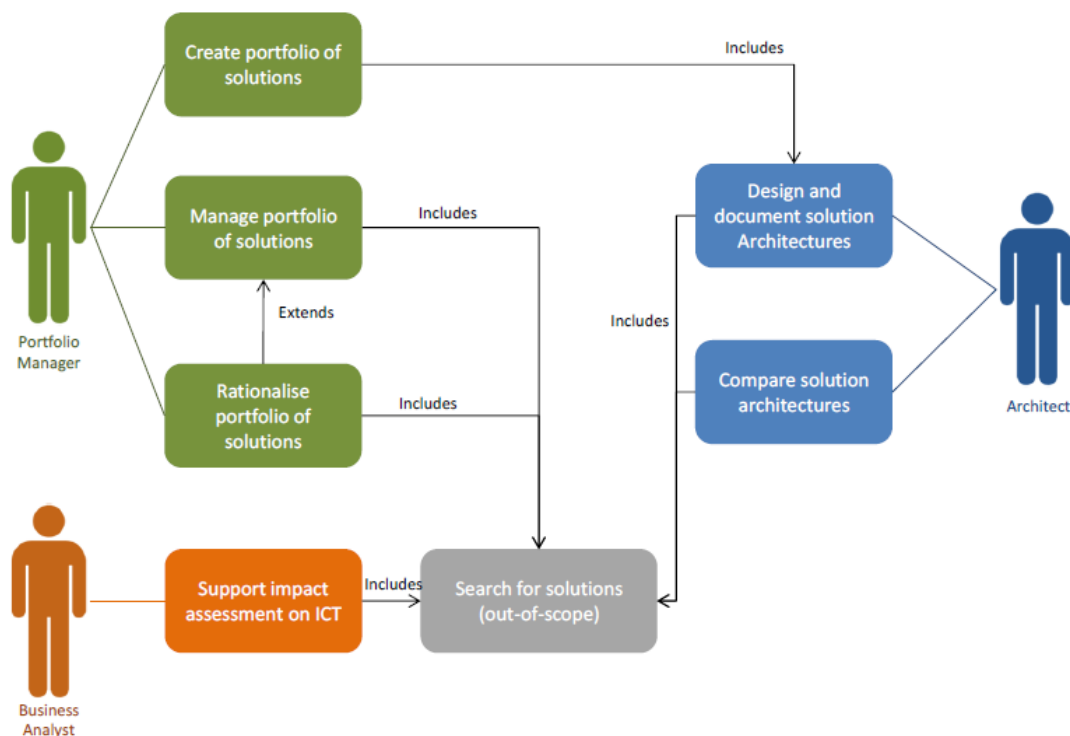 Create portfolio of
solutions
Includes
Manage portfolio
of solutions
Includes
Design and
document solution
Architectures
Extends
Includes
Portfolio
Manager
Rationalise
portfolio of
solutions
Includes
Compare solution
architectures
Architect
Support impact
assessment on ICT
Includes
Search for solutions
(out-of-scope)
Business
Analyst